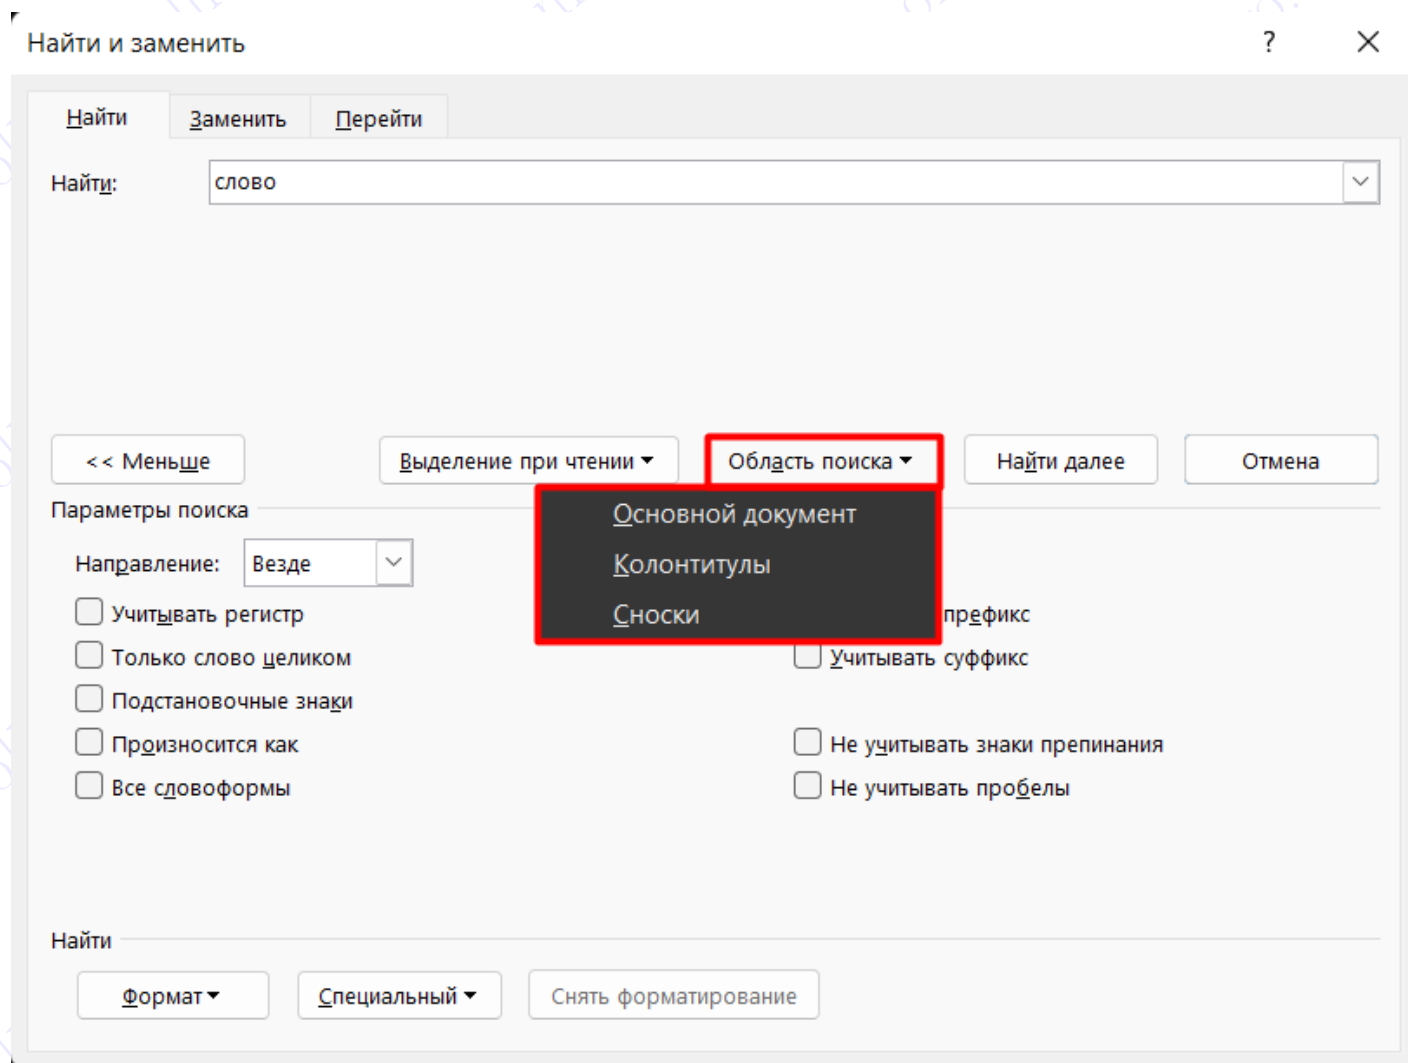 Найти и заменить ?
Найти Заменить Перейти
Найти: слово
<< Меньше Выделение при чтении Область поиска Найти далее Отмена
Основной документ
Колонтитулы
Сноски
Параметры поиска
Направление: Везде
Учитывать регистр префикс
Только слово целиком Учитывать суффикс
Подстановочные знаки
Произносится как Не учитывать знаки препинания
Все словоформы Не учитывать пробелы
Найти
Формат Специальный Снять форматирование